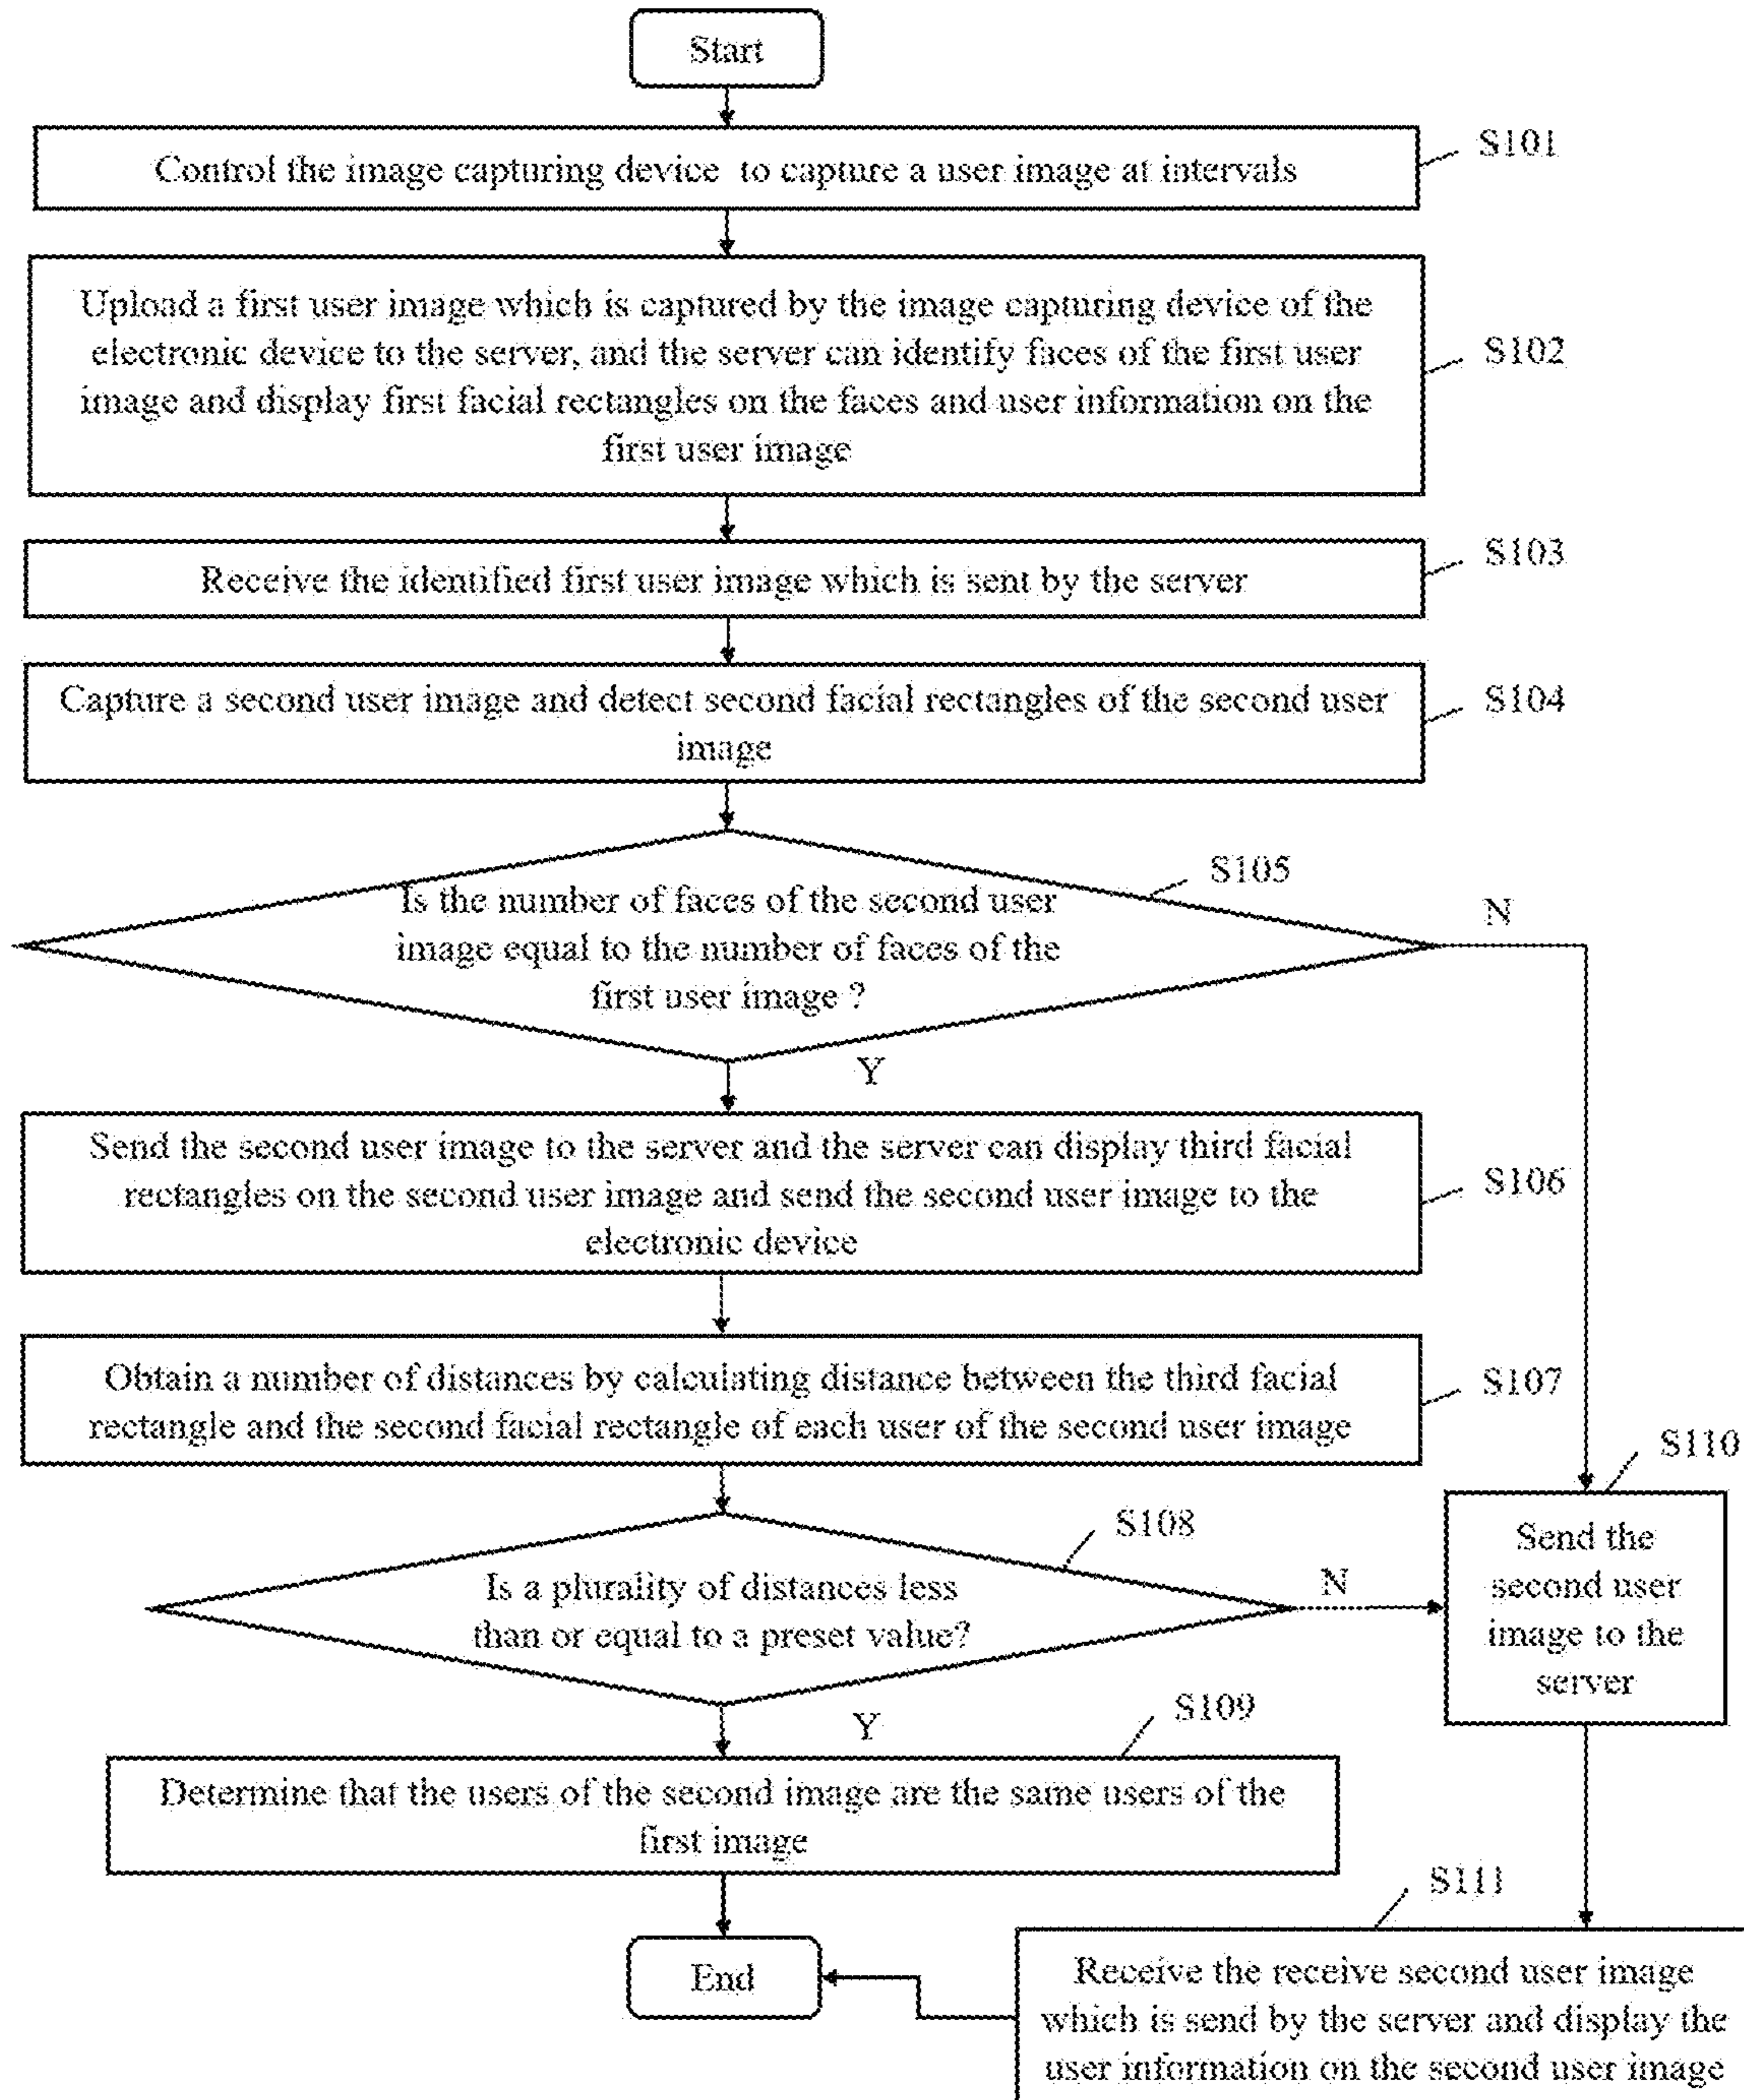 Start
Control the image capturing device to capture a user image at intervals
S101
Upload a first user image which is captured by the image capturing device of the
electronic device to the server, and the server can identify faces of the first user
image and display first facial rectangles on the faces and user information on the
first user image
S102
Receive the identified first user image which is sent by the server
S103
Capture a second user image and detect second facial rectangles of the second user
image
S104
S105
Is the number of faces of the second user
image equal to the number of faces of the
first user image ?
N
Y
Send the second user image to the server and the server can display third facial
rectangles on the second user image and send the second user image to the
electronic device
S106
Obtain a number of distances by calculating distance between the third facial
rectangle and the second facial rectangle of each user of the second user image
S107
S108
Is a plurality of distances less
than or equal to a preset value?
N
Y
S110
Send the
second user
image to the
server
S109
Determine that the users of the second image are the same users of the
first image
S111
Receive the receive second user image
which is send by the server and display the
user information on the second user image
End